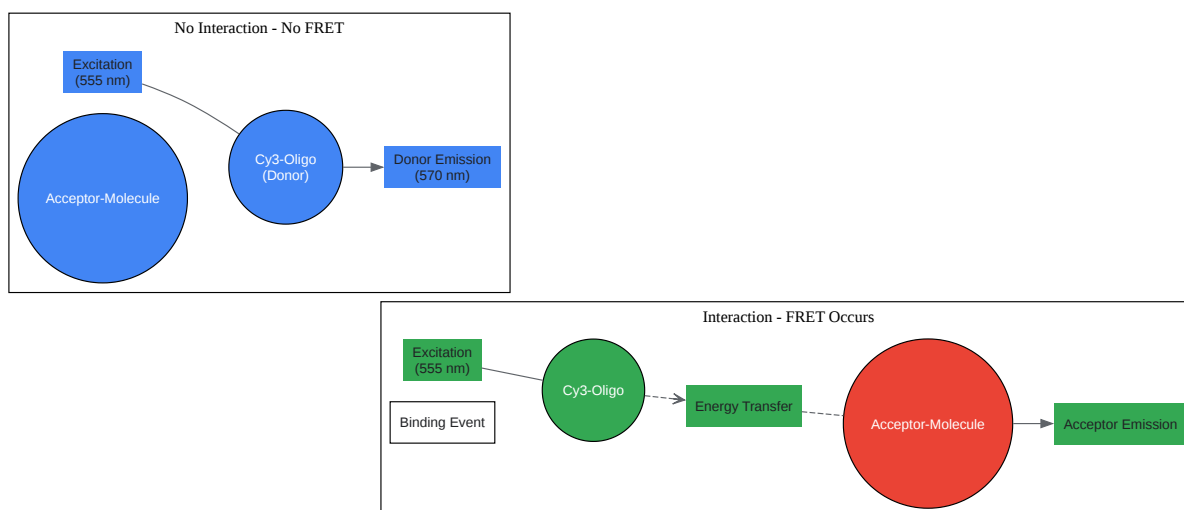 No Interaction - No FRET
Excitation
(555 nm)
Cy3-Oligo
(Donor)
Donor Emission
(570 nm)
Acceptor-Molecule
Interaction - FRET Occurs
Excitation
(555 nm)
Cy3-Oligo
Energy Transfer
Binding Event
Acceptor-Molecule
Acceptor Emission